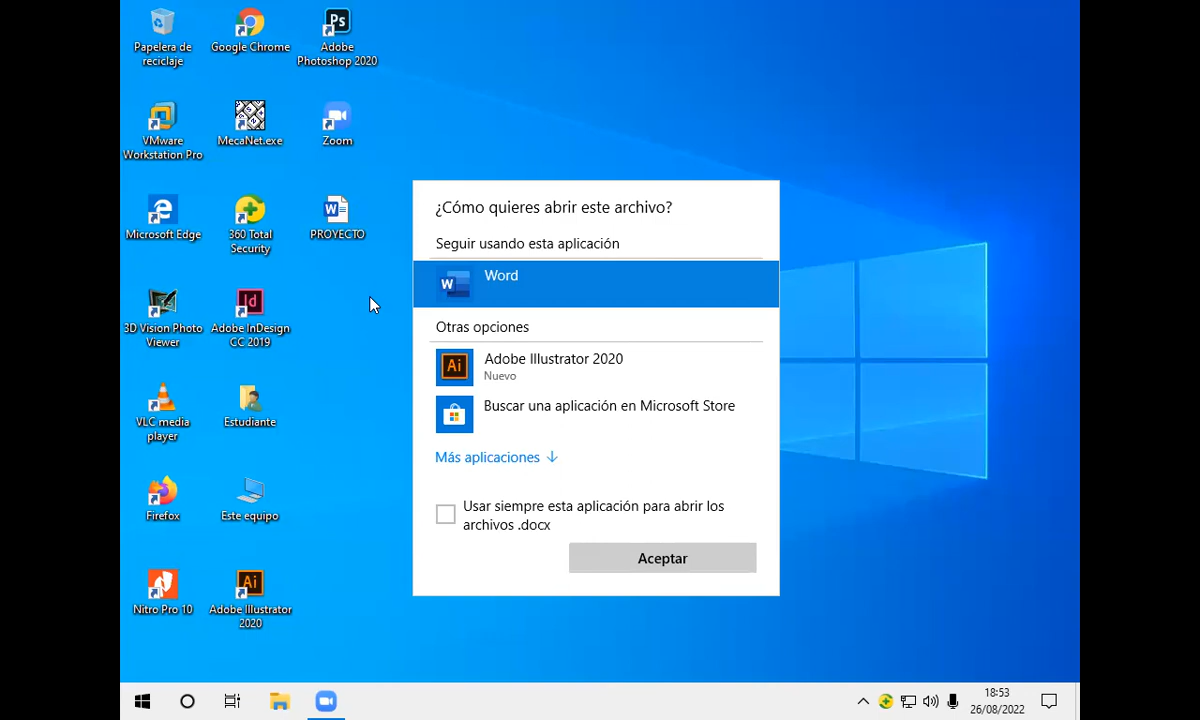 Papelera de
reciclaje
Google Chrome
Adobe
Photoshop 2020
VMware
Workstation Pro
MecaNet.exe
Zoom
Microsoft Edge
360 Total
Security
PROYECTO
3D Vision Photo
Viewer
Adobe InDesign
CC 2019
VLC media
player
Estudiante
Firefox
Este equipo
Nitro Pro 10
Adobe Illustrator
2020
¿Cómo quieres abrir este archivo?
Seguir usando esta aplicación
Word
Otras opciones
Adobe Illustrator 2020
Nuevo
Buscar una aplicación en Microsoft Store
Más aplicaciones
Usar siempre esta aplicación para abrir los
archivos .docx
Aceptar
18:53
26/08/2022